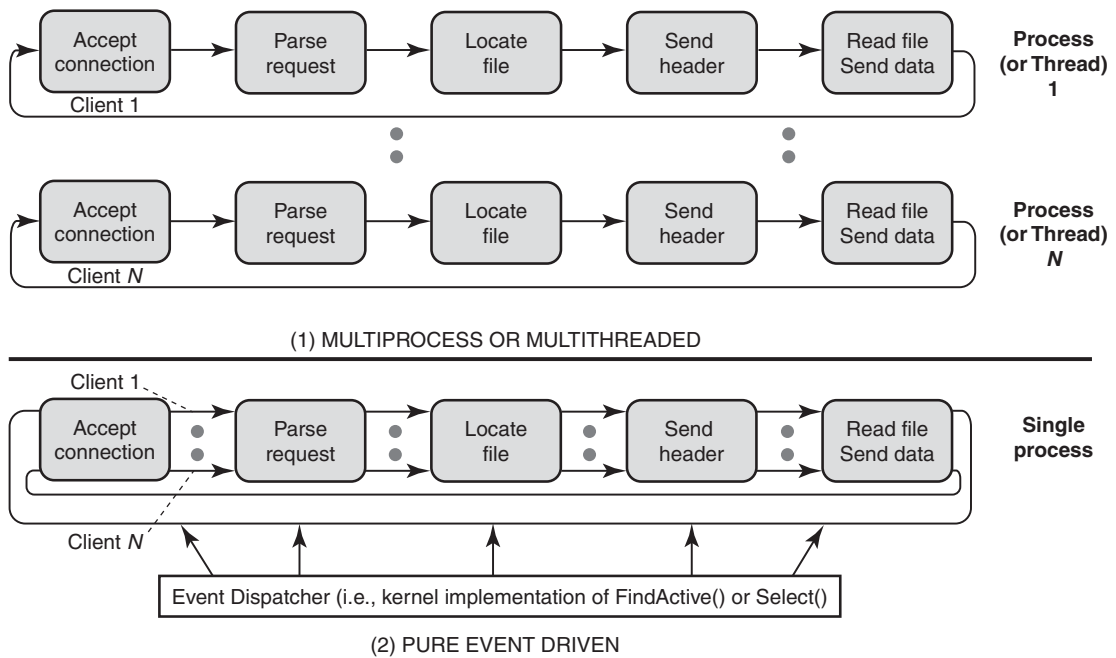 Accept
connection
Parse
request
Locate
file
Send
header
Read file
Send data
Process
(or Thread)
1
Client 1
Accept
connection
Parse
request
Locate
file
Send
header
Read file
Send data
Process
(or Thread)
N
Client N
(1) MULTIPROCESS OR MULTITHREADED
Client 1
Accept
connection
Parse
request
Locate
file
Send
header
Read file
Send data
Single
process
Client N
Event Dispatcher (i.e., kernel implementation of FindActive() or Select()
(2) PURE EVENT DRIVEN